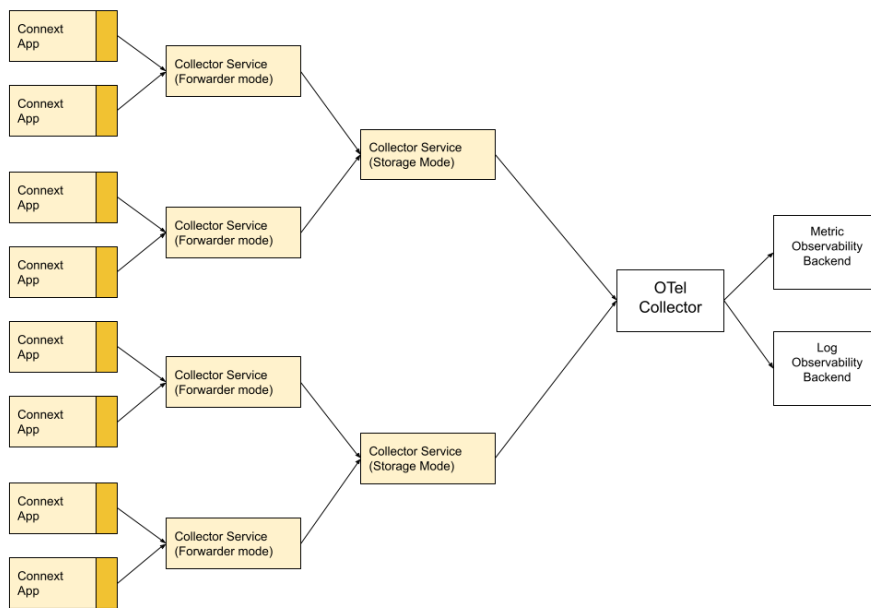 Connext
App
Connext
App
Connext
App
Connext
App
Connext
App
Connext
App
Connext
App
Connext
App
Collector Service
(Forwarder mode)
Collector Service
(Forwarder mode)
Collector Service
(Forwarder mode)
Collector Service
(Forwarder mode)
Collector Service
(Storage Mode)
Collector Service
(Storage Mode)
OTel
Collector
Metric
Observability
Backend
Log
Observability
Backend